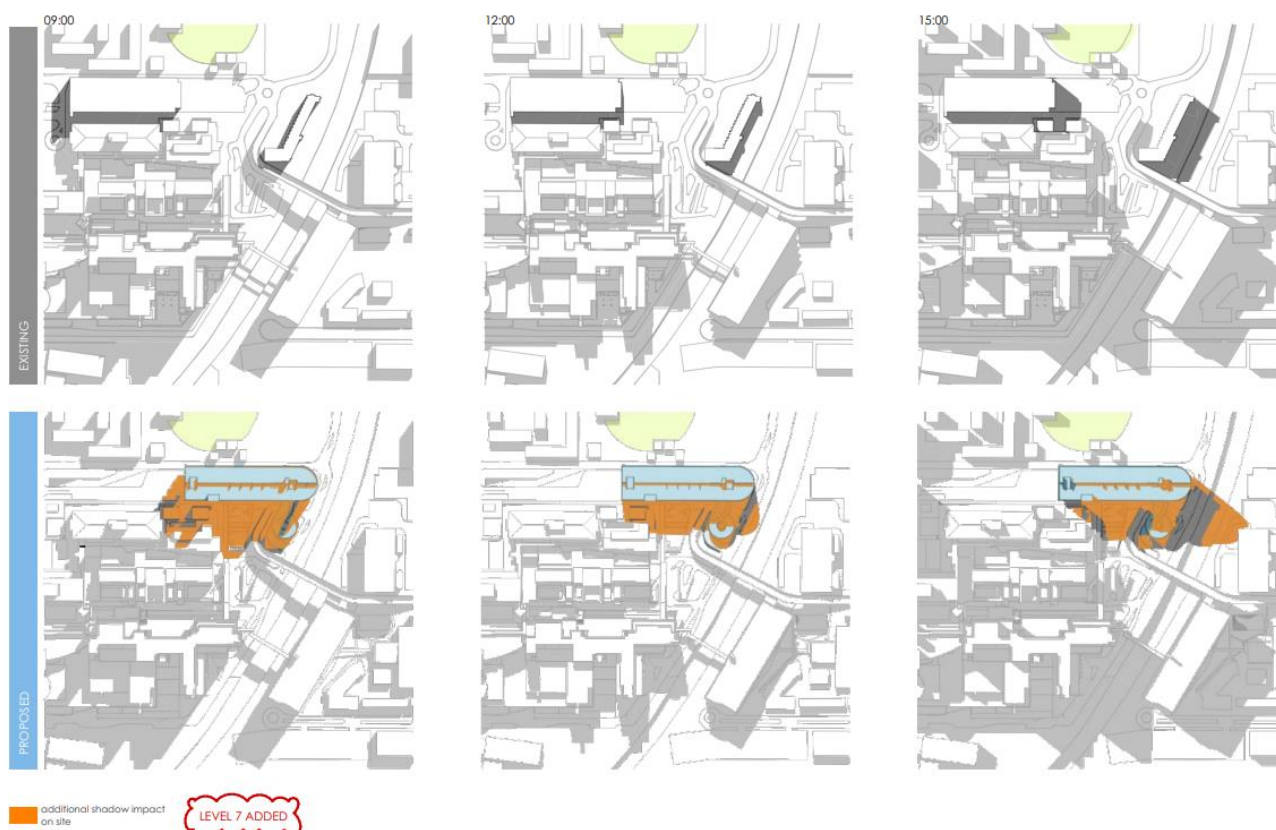 09:00
12:00
15:00
EXISTING
PROPOSED
additional shadow impact
on site
LEVEL 7 ADDED